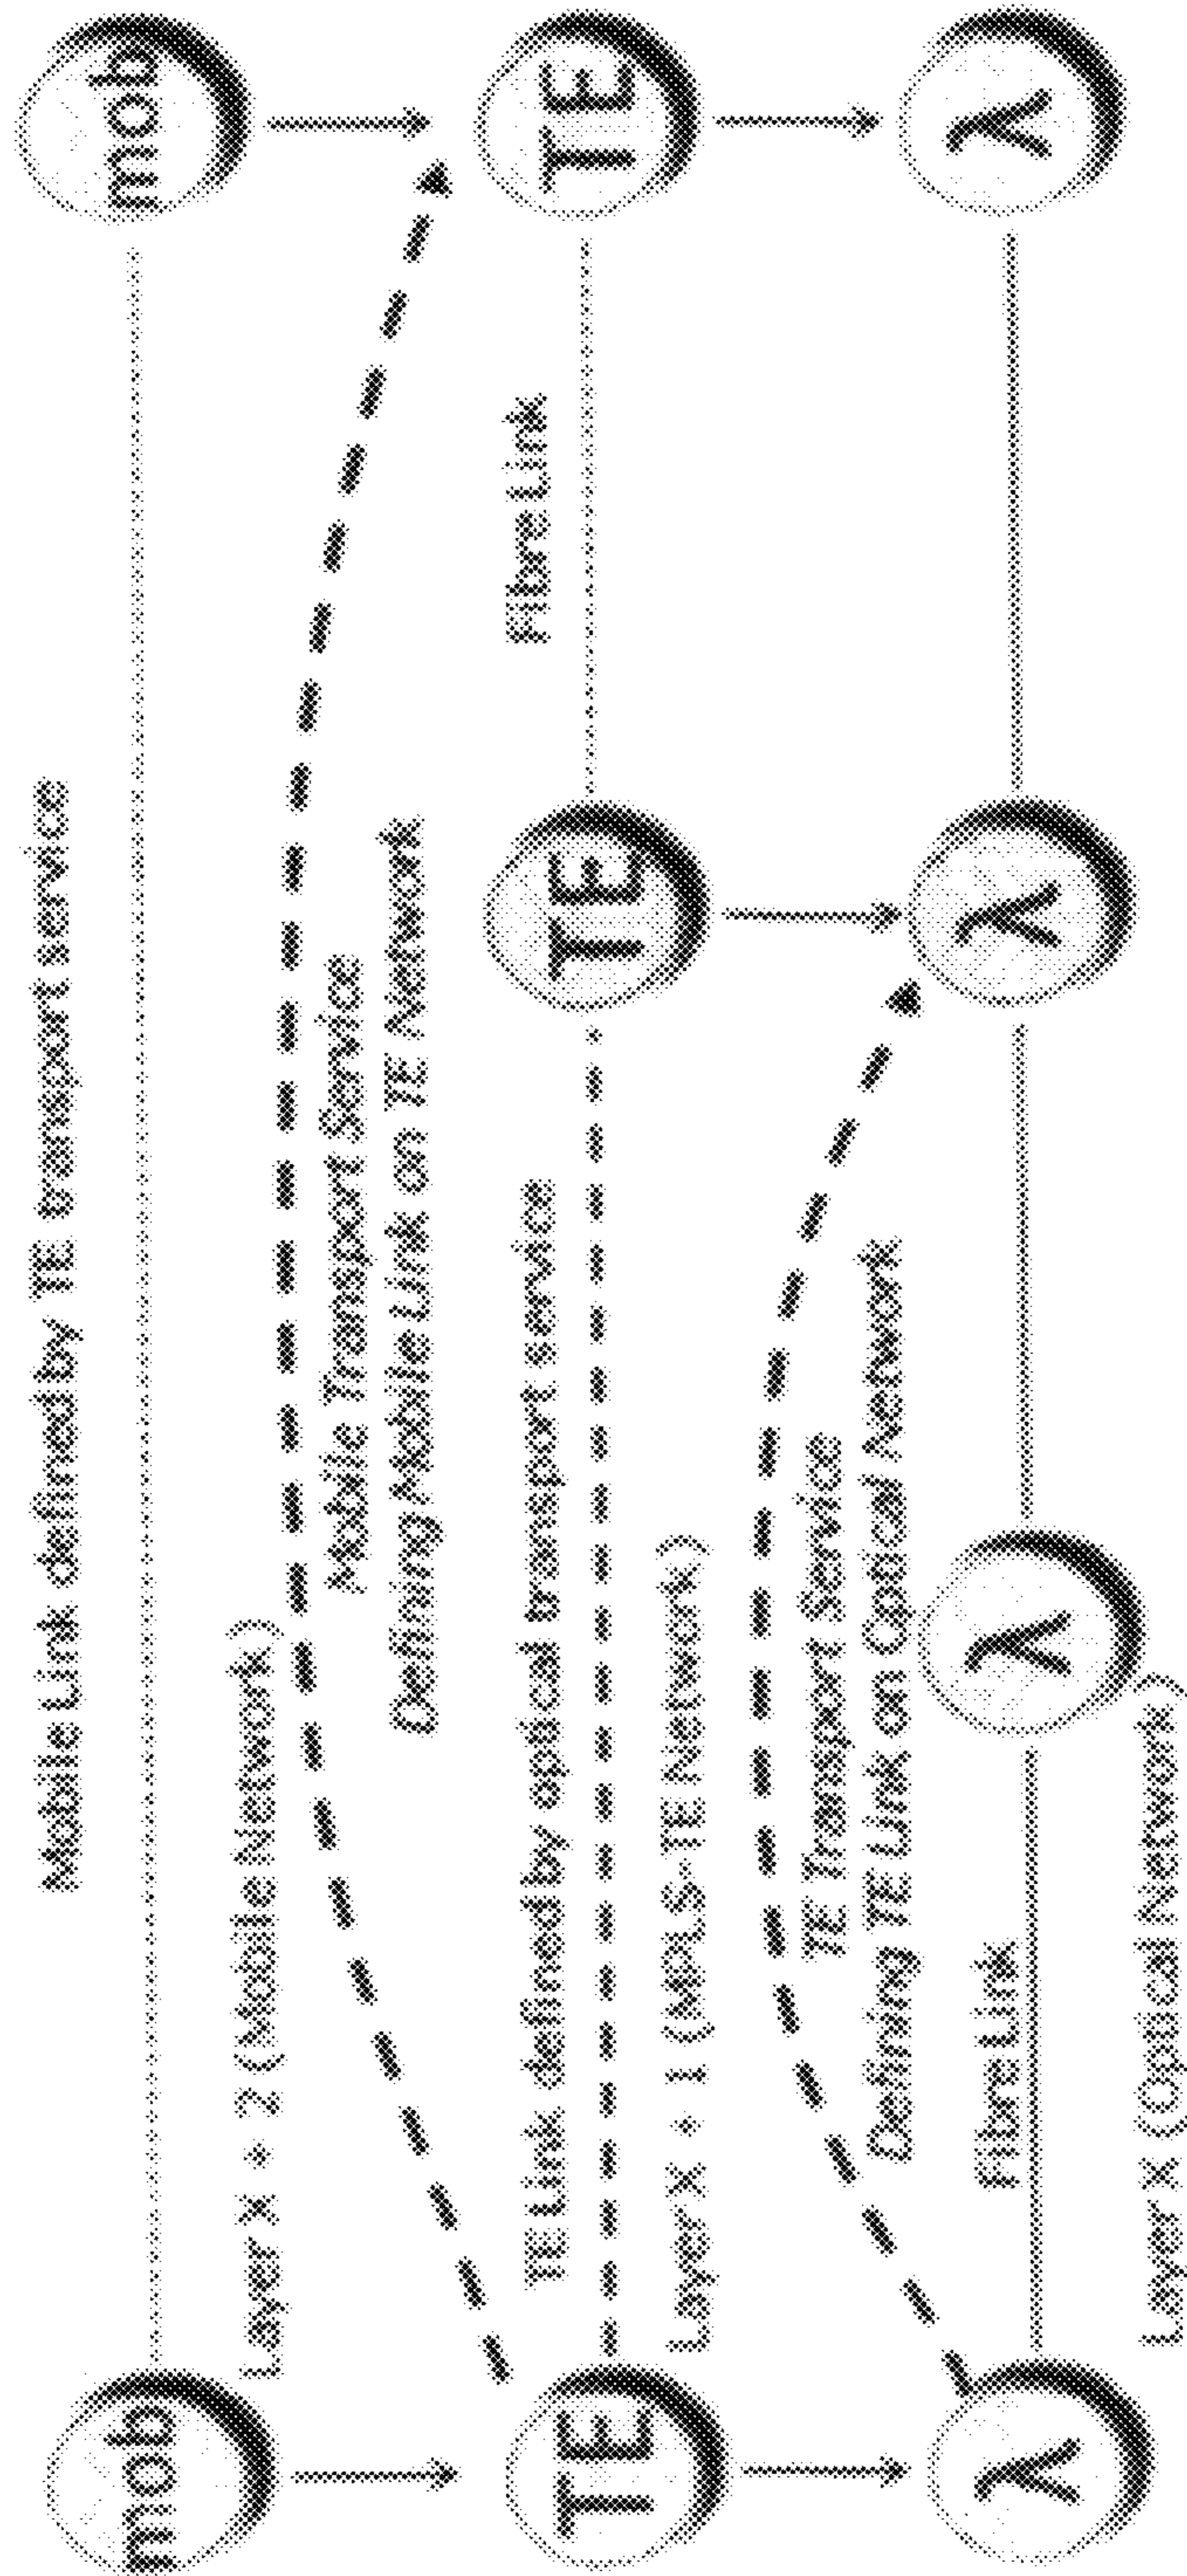 mob
mob
Mobile Link defined by TE transport service
Layer X + 2 (Mobile Network)
Mobile Transport Service
Defining Mobile Link on TE Network
TE
TE
TE
TE Link defined by optical transport service
Fibre Link
Layer X + 1 (MPLS-TE Network)
TE Transport Service
Defining TE Link on Optical Network
Fibre Link
λ
λ
λ
λ
Layer X (Optical Network)